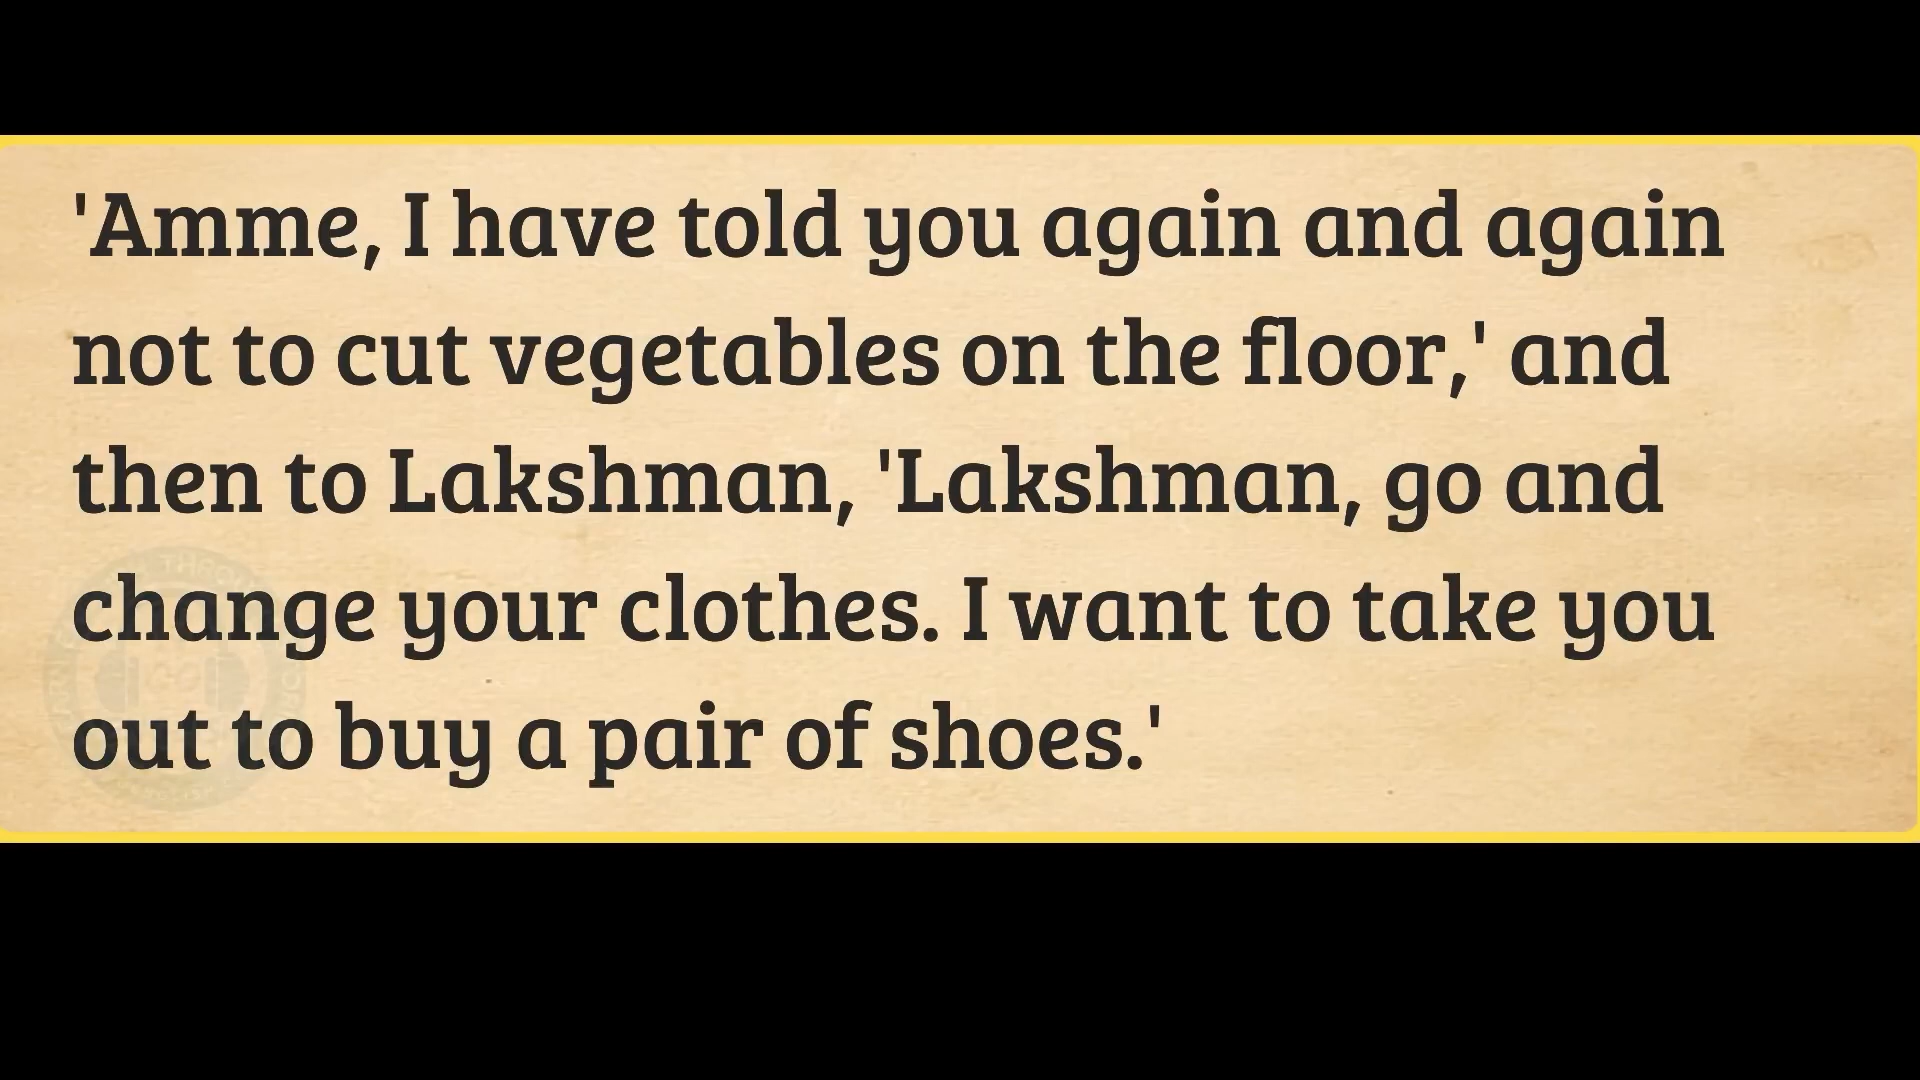 'Amme, I have told you again and again
not to cut vegetables on the floor,' and
then to Lakshman, 'Lakshman, go and
change your clothes. I want to take you
out to buy a pair of shoes.'